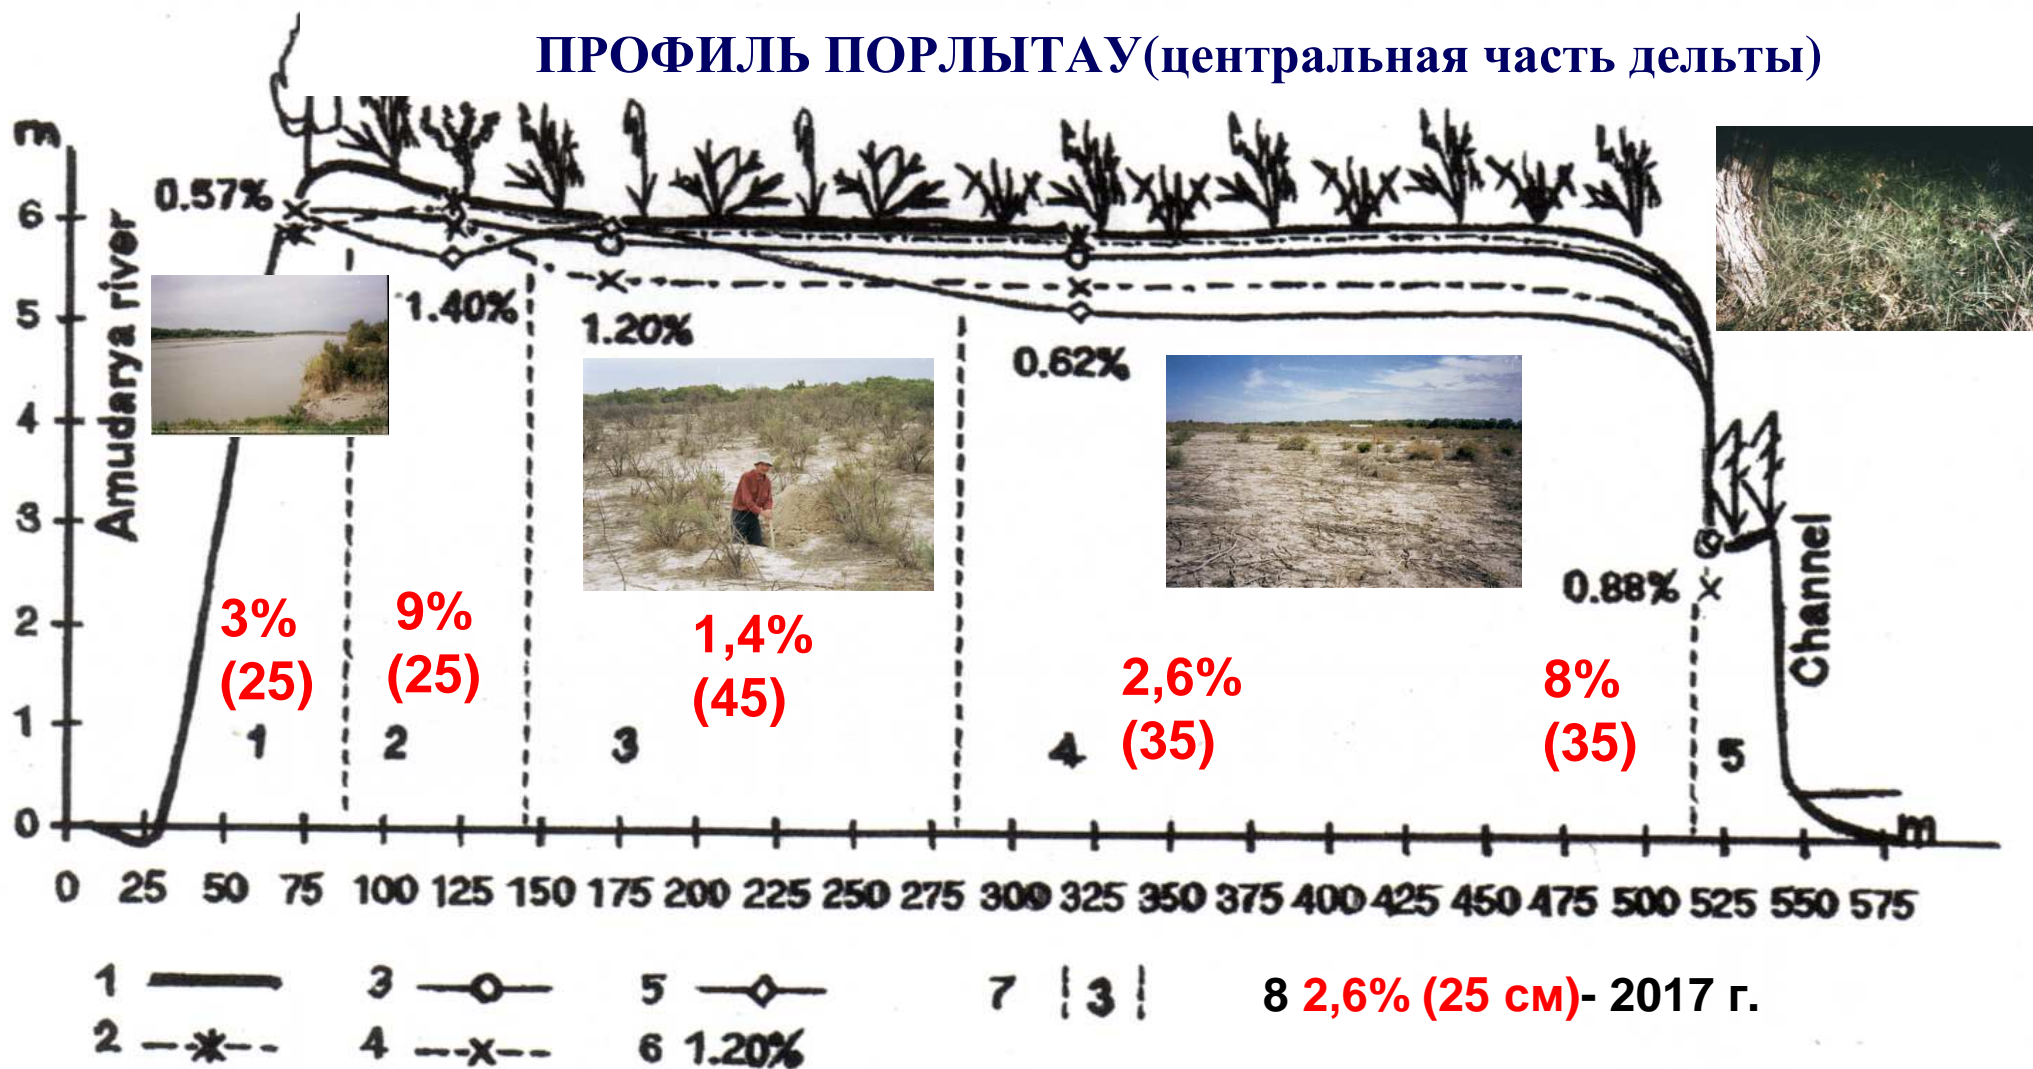 ПРОФИЛЬ ПОРЛЫТАУ(центральная часть дельты)
m
6
5
4
3
2
1
0
Amudarya river
0.57%
1.40%
1.20%
0.62%
0.88%
Channel
3%
(25)
9%
(25)
1,4%
(45)
2,6%
(35)
8%
(35)
1 2 3 4 5
m
0 25 50 75 100 125 150 175 200 225 250 275 300 325 350 375 400 425 450 475 500 525 550 575
1 3 5 7 3 8 2,6% (25 см)- 2017 г.
2 4 6 1.20%